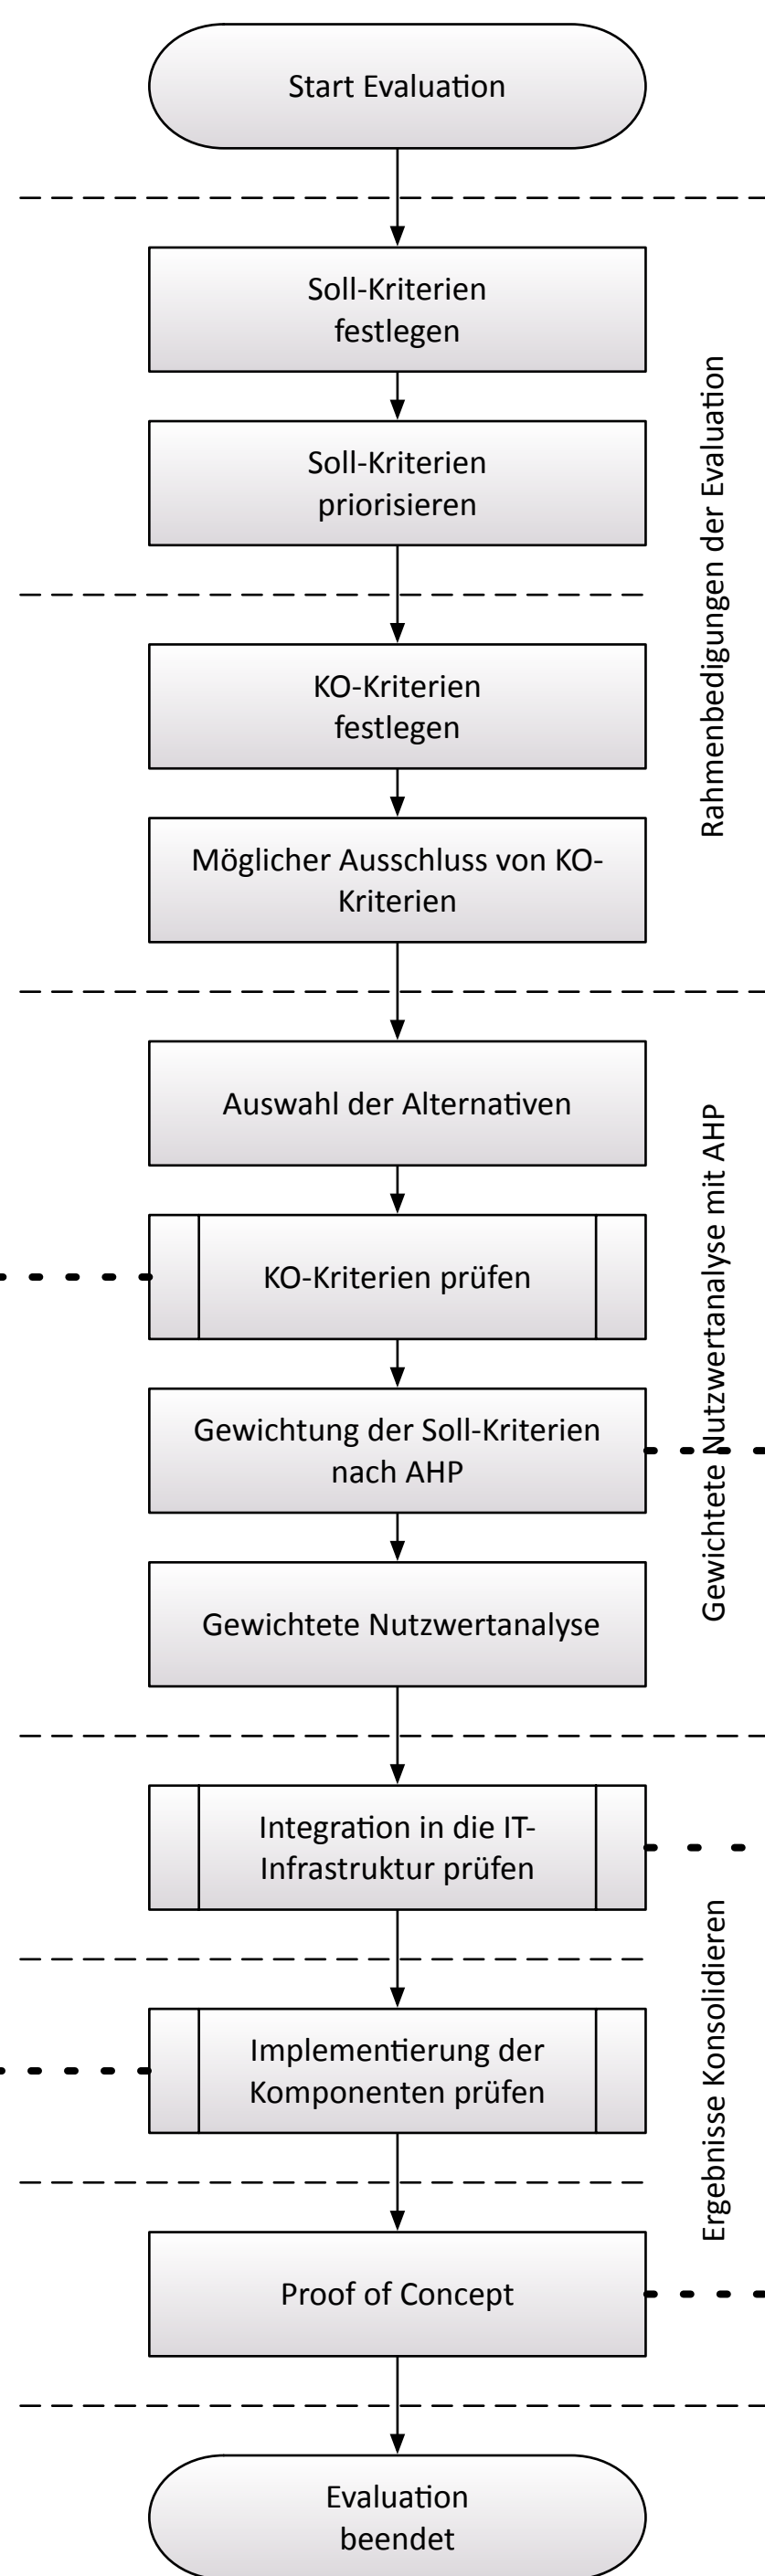 Start Evaluation
Soll-Kriterien
festlegen
Soll-Kriterien
priorisieren
Rahmenbedigungen der Evaluation
KO-Kriterien
festlegen
Möglicher Ausschluss von KO-
Kriterien
Auswahl der Alternativen
KO-Kriterien prüfen
Gewichtung der Soll-Kriterien
nach AHP
Gewichtete Nutzwertanalyse
Gewichtete Nutzwertanalyse mit AHP
Integration in die IT-
Infrastruktur prüfen
Implementierung der
Komponenten prüfen
Proof of Concept
Ergebnisse Konsolidieren
Evaluation
beendet